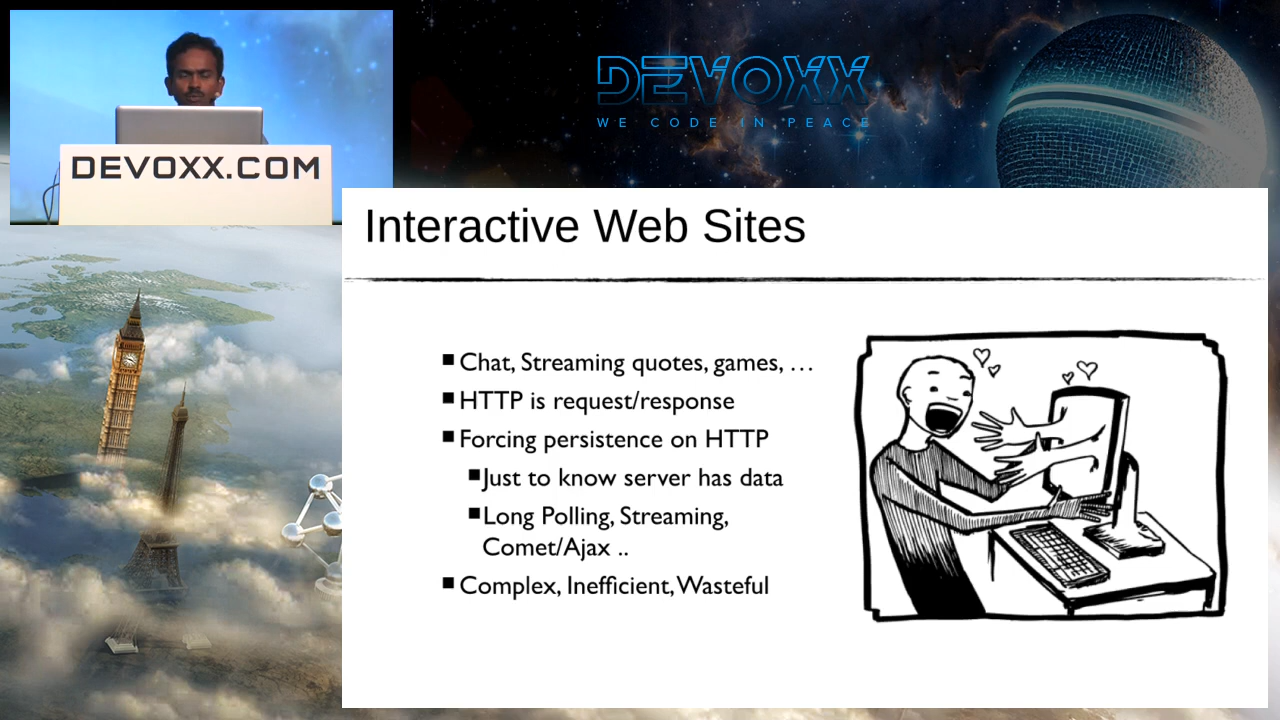 DEVOXX
WE CODE IN PEACE
DEVOXX.COM
Interactive Web Sites
■ Chat, Streaming quotes, games, …
■ HTTP is request/response
■ Forcing persistence on HTTP
■ Just to know server has data
■ Long Polling, Streaming,
Comet/Ajax ..
■ Complex, Inefficient, Wasteful